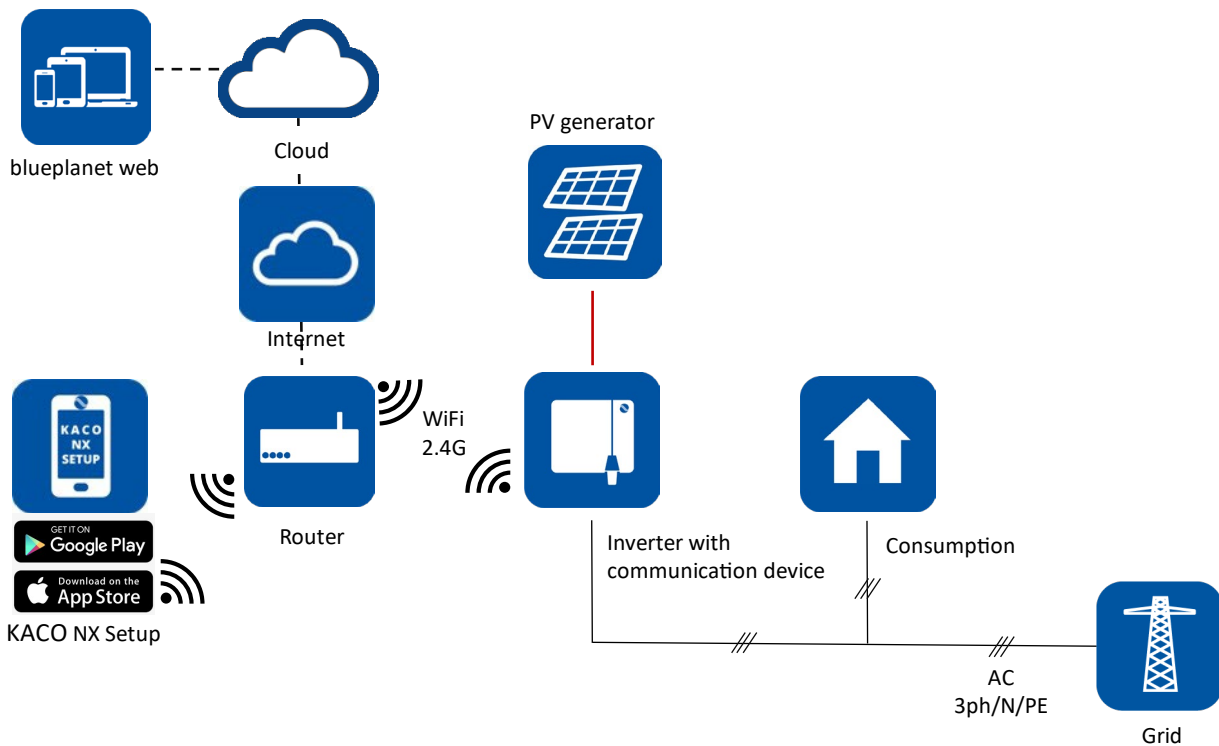 blueplanet web
Cloud
Internet
PV generator
KACO
NX
SETUP
GET IT ON
Google Play
Download on the
App Store
KACO NX Setup
Router
WiFi
2.4G
Inverter with
communication device
Consumption
AC
3ph/N/PE
Grid